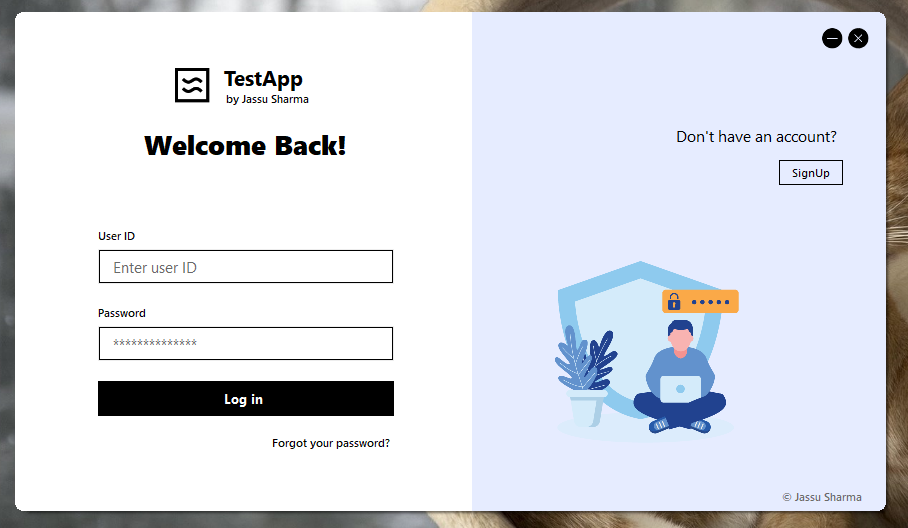 TestApp
by Jassu Sharma
Welcome Back!
User ID
Enter user ID
Password
**************
Log in
Forgot your password?
Don't have an account?
SignUp
© Jassu Sharma